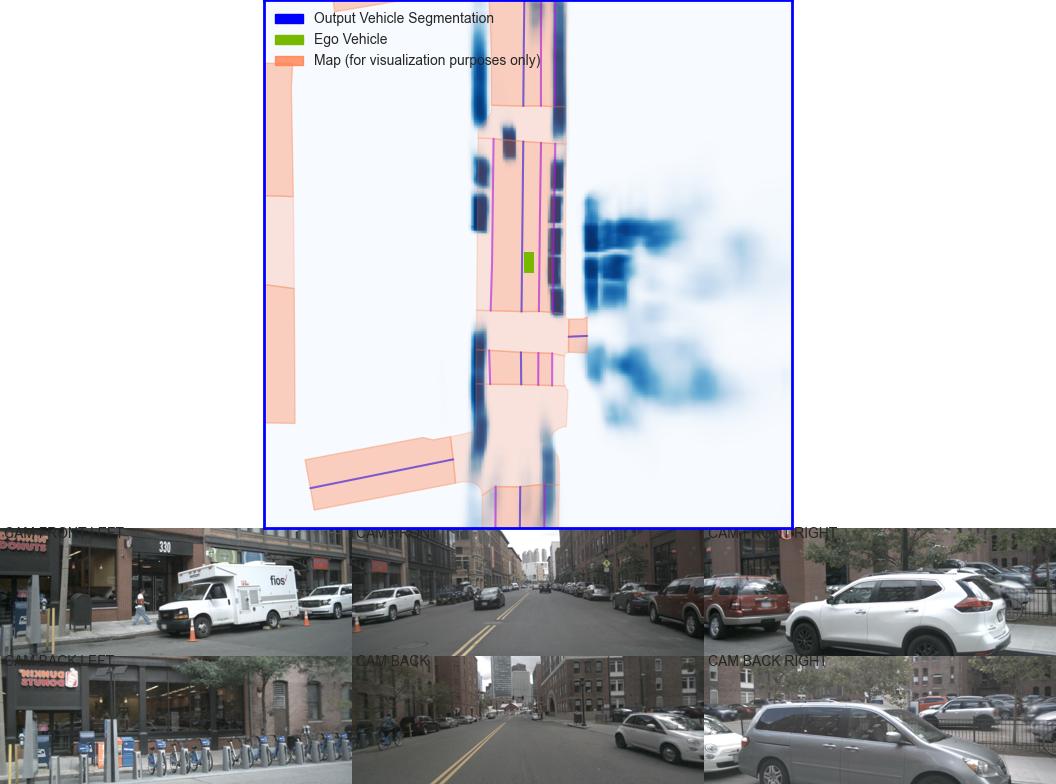 Output Vehicle Segmentation
Ego Vehicle
Map (for visualization purposes only)
CAM FRONT LEFT
CAM FRONT
CAM FRONT RIGHT
DONUTS
330
fios
CAM BACK LEFT
CAM BACK
CAM BACK RIGHT
DUNKIN'
DONUTS